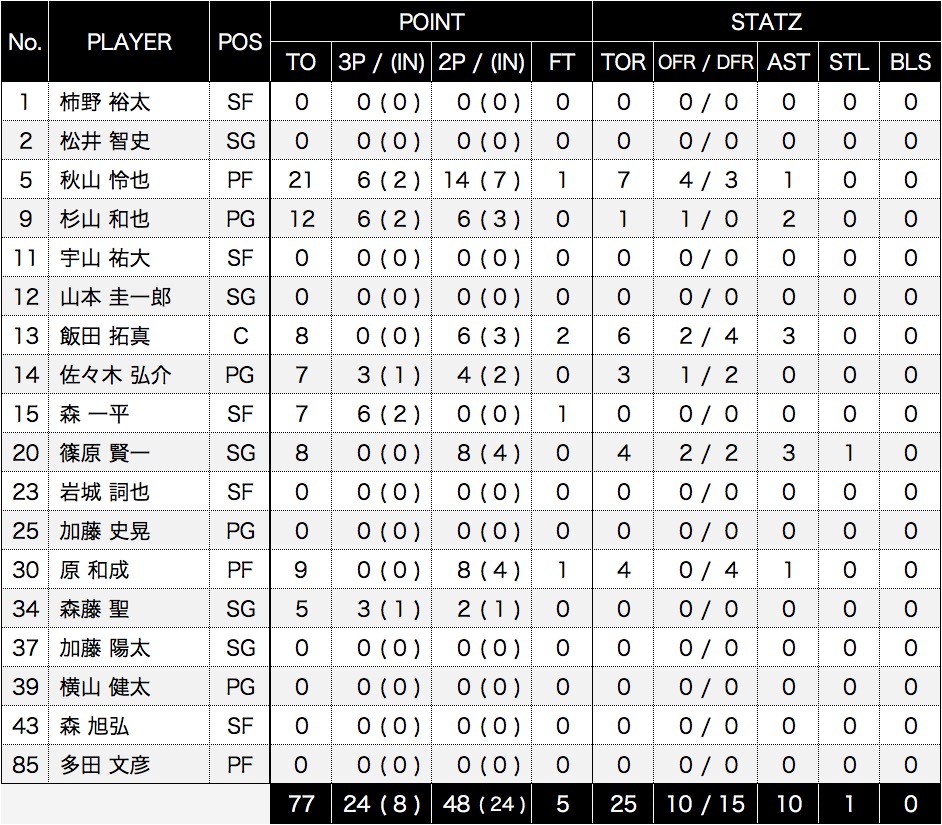 No. PLAYER POS POINT STATZ
TO 3P / (IN) 2P / (IN) FT TOR OFR / DFR AST STL BLS
1 柿野 裕太 SF 0 0 ( 0 ) 0 ( 0 ) 0 0 0 / 0 0 0 0
2 松井 智史 SG 0 0 ( 0 ) 0 ( 0 ) 0 0 0 / 0 0 0 0
5 秋山 怜也 PF 21 6 ( 2 ) 14 ( 7 ) 1 7 4 / 3 1 0 0
9 杉山 和也 PG 12 6 ( 2 ) 6 ( 3 ) 0 1 1 / 0 2 0 0
11 宇山 祐大 SF 0 0 ( 0 ) 0 ( 0 ) 0 0 0 / 0 0 0 0
12 山本 圭一郎 SG 0 0 ( 0 ) 0 ( 0 ) 0 0 0 / 0 0 0 0
13 飯田 拓真 C 8 0 ( 0 ) 6 ( 3 ) 2 6 2 / 4 3 0 0
14 佐々木 弘介 PG 7 3 ( 1 ) 4 ( 2 ) 0 3 1 / 2 0 0 0
15 森 一平 SF 7 6 ( 2 ) 0 ( 0 ) 1 0 0 / 0 0 0 0
20 篠原 賢一 SG 8 0 ( 0 ) 8 ( 4 ) 0 4 2 / 2 3 1 0
23 岩城 詞也 SF 0 0 ( 0 ) 0 ( 0 ) 0 0 0 / 0 0 0 0
25 加藤 史晃 PG 0 0 ( 0 ) 0 ( 0 ) 0 0 0 / 0 0 0 0
30 原 和成 PF 9 0 ( 0 ) 8 ( 4 ) 1 4 0 / 4 1 0 0
34 森藤 聖 SG 5 3 ( 1 ) 2 ( 1 ) 0 0 0 / 0 0 0 0
37 加藤 陽太 SG 0 0 ( 0 ) 0 ( 0 ) 0 0 0 / 0 0 0 0
39 横山 健太 PG 0 0 ( 0 ) 0 ( 0 ) 0 0 0 / 0 0 0 0
43 森 旭弘 SF 0 0 ( 0 ) 0 ( 0 ) 0 0 0 / 0 0 0 0
85 多田 文彦 PF 0 0 ( 0 ) 0 ( 0 ) 0 0 0 / 0 0 0 0
77 24 ( 8 ) 48 ( 24 ) 5 25 10 / 15 10 1 0